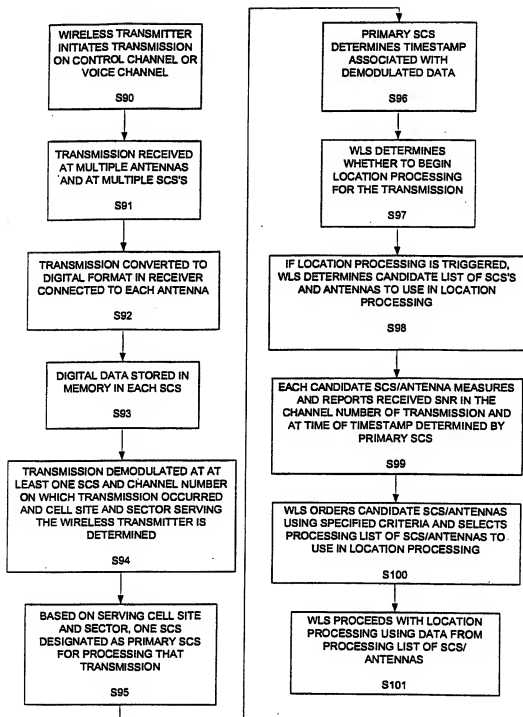 WIRELESS TRANSMITTER
INITIATES TRANSMISSION
ON CONTROL CHANNEL OR
VOICE CHANNEL
S90
TRANSMISSION RECEIVED
AT MULTIPLE ANTENNAS
AND AT MULTIPLE SCS'S
S91
TRANSMISSION CONVERTED TO
DIGITAL FORMAT IN RECEIVER
CONNECTED TO EACH ANTENNA
S92
DIGITAL DATA STORED IN
MEMORY IN EACH SCS
S93
TRANSMISSION DEMODULATED AT AT
LEAST ONE SCS AND CHANNEL NUMBER
ON WHICH TRANSMISSION OCCURRED
AND CELL SITE AND SECTOR SERVING
THE WIRELESS TRANSMITTER IS
DETERMINED
S94
BASED ON SERVING CELL SITE
AND SECTOR, ONE SCS
DESIGNATED AS PRIMARY SCS
FOR PROCESSING THAT
TRANSMISSION
S95
PRIMARY SCS
DETERMINES TIMESTAMP
ASSOCIATED WITH
DEMODULATED DATA
S96
WLS DETERMINES
WHETHER TO BEGIN
LOCATION PROCESSING
FOR THE TRANSMISSION
S97
IF LOCATION PROCESSING IS TRIGGERED,
WLS DETERMINES CANDIDATE LIST OF SCS'S
AND ANTENNAS TO USE IN LOCATION
PROCESSING
S98
EACH CANDIDATE SCS/ANTENNA MEASURES
AND REPORTS RECEIVED SNR IN THE
CHANNEL NUMBER OF TRANSMISSION AND
AT TIME OF TIMESTAMP DETERMINED BY
PRIMARY SCS
S99
WLS ORDERS CANDIDATE SCS/ANTENNAS
USING SPECIFIED CRITERIA AND SELECTS
PROCESSING LIST OF SCS/ANTENNAS TO
USE IN LOCATION PROCESSING
S100
WLS PROCEEDS WITH LOCATION
PROCESSING USING DATA FROM
PROCESSING LIST OF SCS/
ANTENNAS
S101